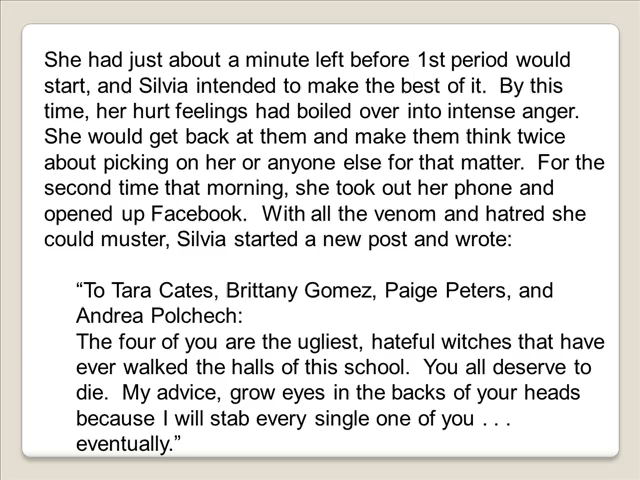 She had just about a minute left before 1st period would
start, and Silvia intended to make the best of it.  By this
time, her hurt feelings had boiled over into intense anger.
She would get back at them and make them think twice
about picking on her or anyone else for that matter.  For the
second time that morning, she took out her phone and
opened up Facebook.  With all the venom and hatred she
could muster, Silvia started a new post and wrote:

“To Tara Cates, Brittany Gomez, Paige Peters, and
Andrea Polchech:
The four of you are the ugliest, hateful witches that have
ever walked the halls of this school.  You all deserve to
die.  My advice, grow eyes in the backs of your heads
because I will stab every single one of you . . .
eventually.”